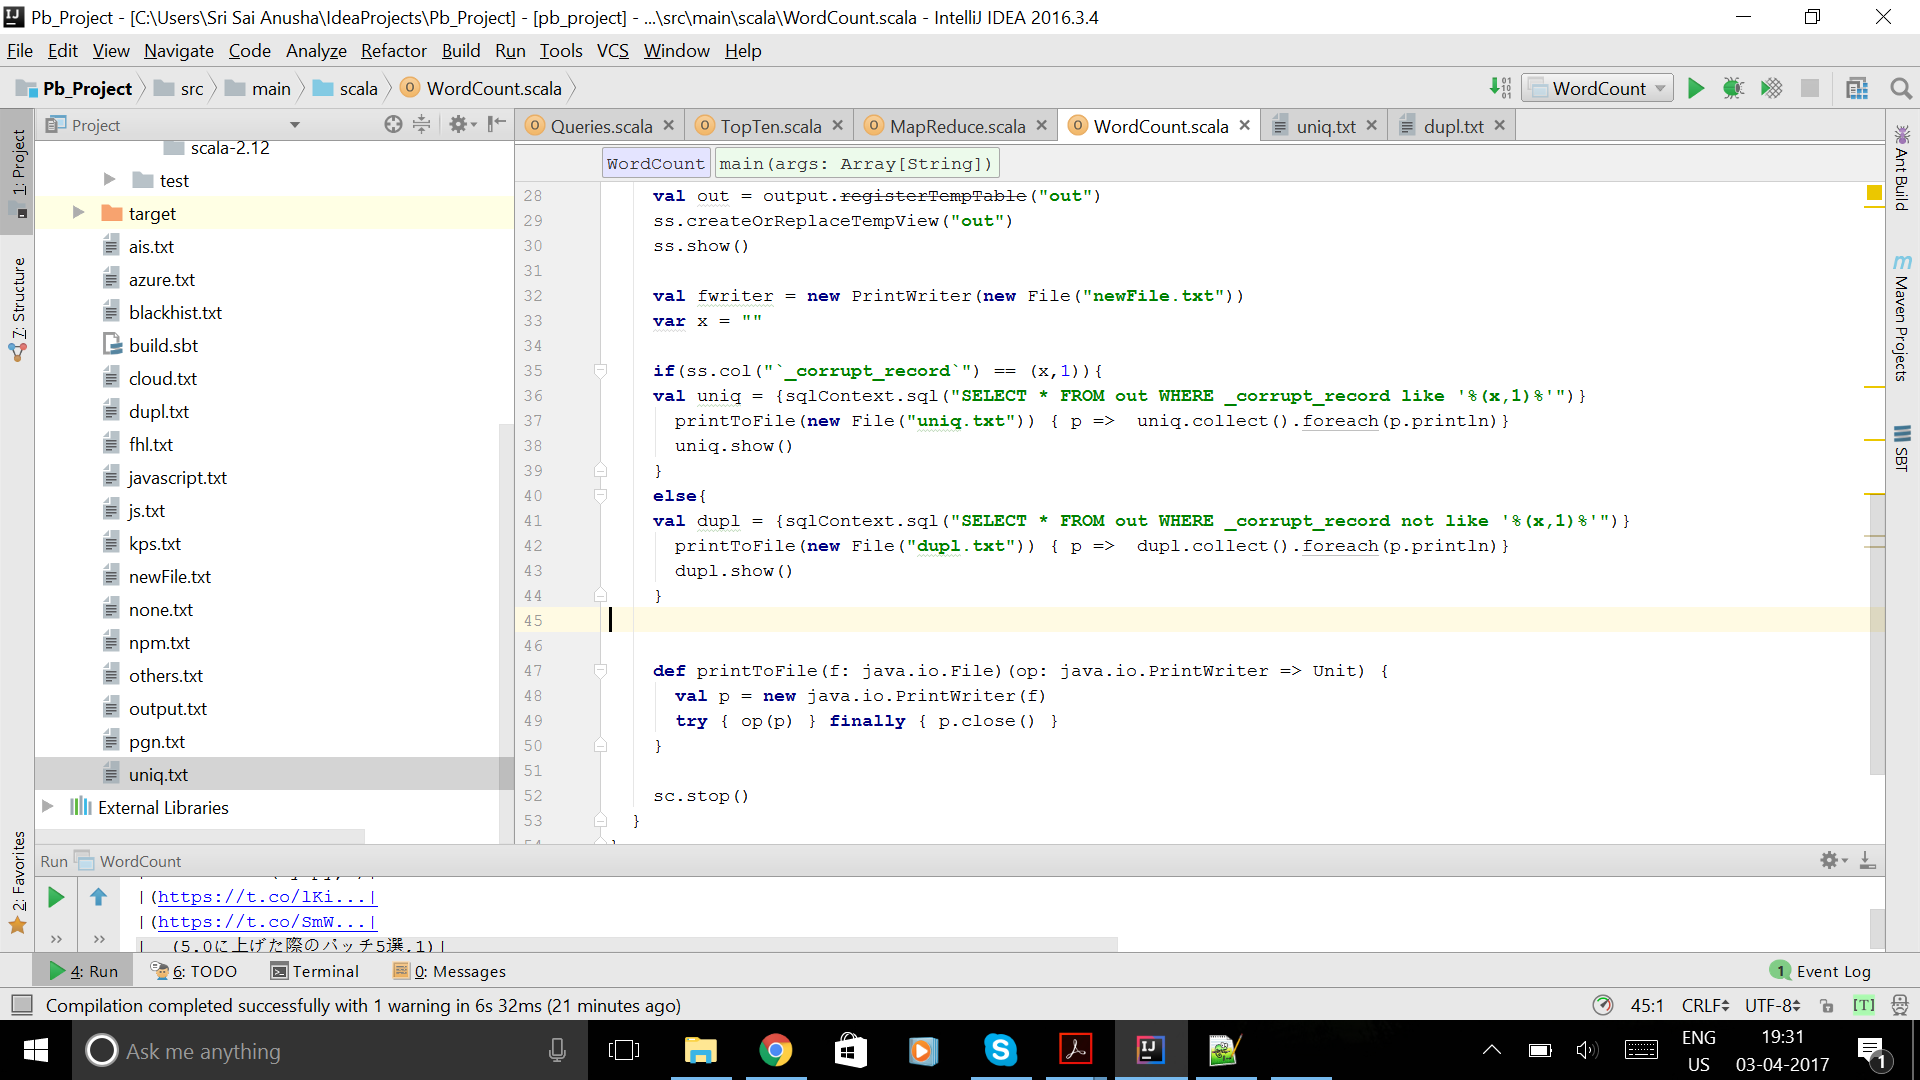 Pb_Project - [C:\Users\Sri Sai Anusha\IdeaProjects\Pb_Project] - [pb_project] - ...\src\main\scala\WordCount.scala - IntelliJ IDEA 2016.3.4
File Edit View Navigate Code Analyze Refactor Build Run Tools VCS Window Help
Pb_Project src main scala WordCount.scala
WordCount
Project
Queries.scala TopTen.scala MapReduce.scala WordCount.scala uniq.txt dupl.txt
WordCount main(args: Array[String])
1: Project
7: Structure
2: Favorites
scala-2.12
test
target
ais.txt
azure.txt
blackhist.txt
build.sbt
cloud.txt
dupl.txt
fhl.txt
javascript.txt
js.txt
kps.txt
newFile.txt
none.txt
npm.txt
others.txt
output.txt
pgn.txt
uniq.txt
External Libraries
28 val out = output.registerTempTable("out")
29 ss.createOrReplaceTempView("out")
30 ss.show()
31
32 val fwriter = new PrintWriter(new File("newFile.txt"))
33 var x = ""
34
35 if(ss.col("`_corrupt_record`") == (x,1)){
36 val uniq = {sqlContext.sql("SELECT * FROM out WHERE _corrupt_record like '%(x,1)%'")}
37 printToFile(new File("uniq.txt")) { p => uniq.collect().foreach(p.println)}
38 uniq.show()
39 }
40 else{
41 val dupl = {sqlContext.sql("SELECT * FROM out WHERE _corrupt_record not like '%(x,1)%'")}
42 printToFile(new File("dupl.txt")) { p => dupl.collect().foreach(p.println)}
43 dupl.show()
44 }
45
46
47 def printToFile(f: java.io.File)(op: java.io.PrintWriter => Unit) {
48 val p = new java.io.PrintWriter(f)
49 try { op(p) } finally { p.close() }
50 }
51
52 sc.stop()
53 }
Ant Build
Maven Projects
SBT
Run WordCount
|(https://t.co/lKi...|
|(https://t.co/SmW...|
| (5.0に上げた際のパッチ5選,1)|
4: Run 6: TODO Terminal 0: Messages 1 Event Log
Compilation completed successfully with 1 warning in 6s 32ms (21 minutes ago) 45:1 CRLF UTF-8 [T]
Ask me anything
ENG
US
19:31
03-04-2017
1